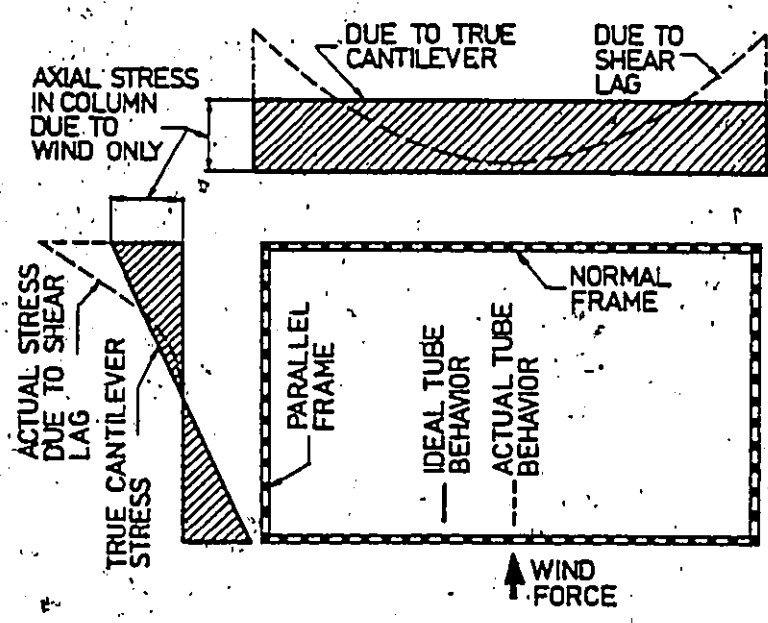 DUE TO TRUE
CANTILEVER
DUE TO
SHEAR
LAG
AXIAL STRESS
IN COLUMN
DUE TO
WIND ONLY
ACTUAL STRESS
DUE TO SHEAR
LAG
TRUE CANTILEVER
STRESS
PARALLEL
FRAME
NORMAL
FRAME
IDEAL TUBE
BEHAVIOR
ACTUAL TUBE
BEHAVIOR
WIND
FORCE